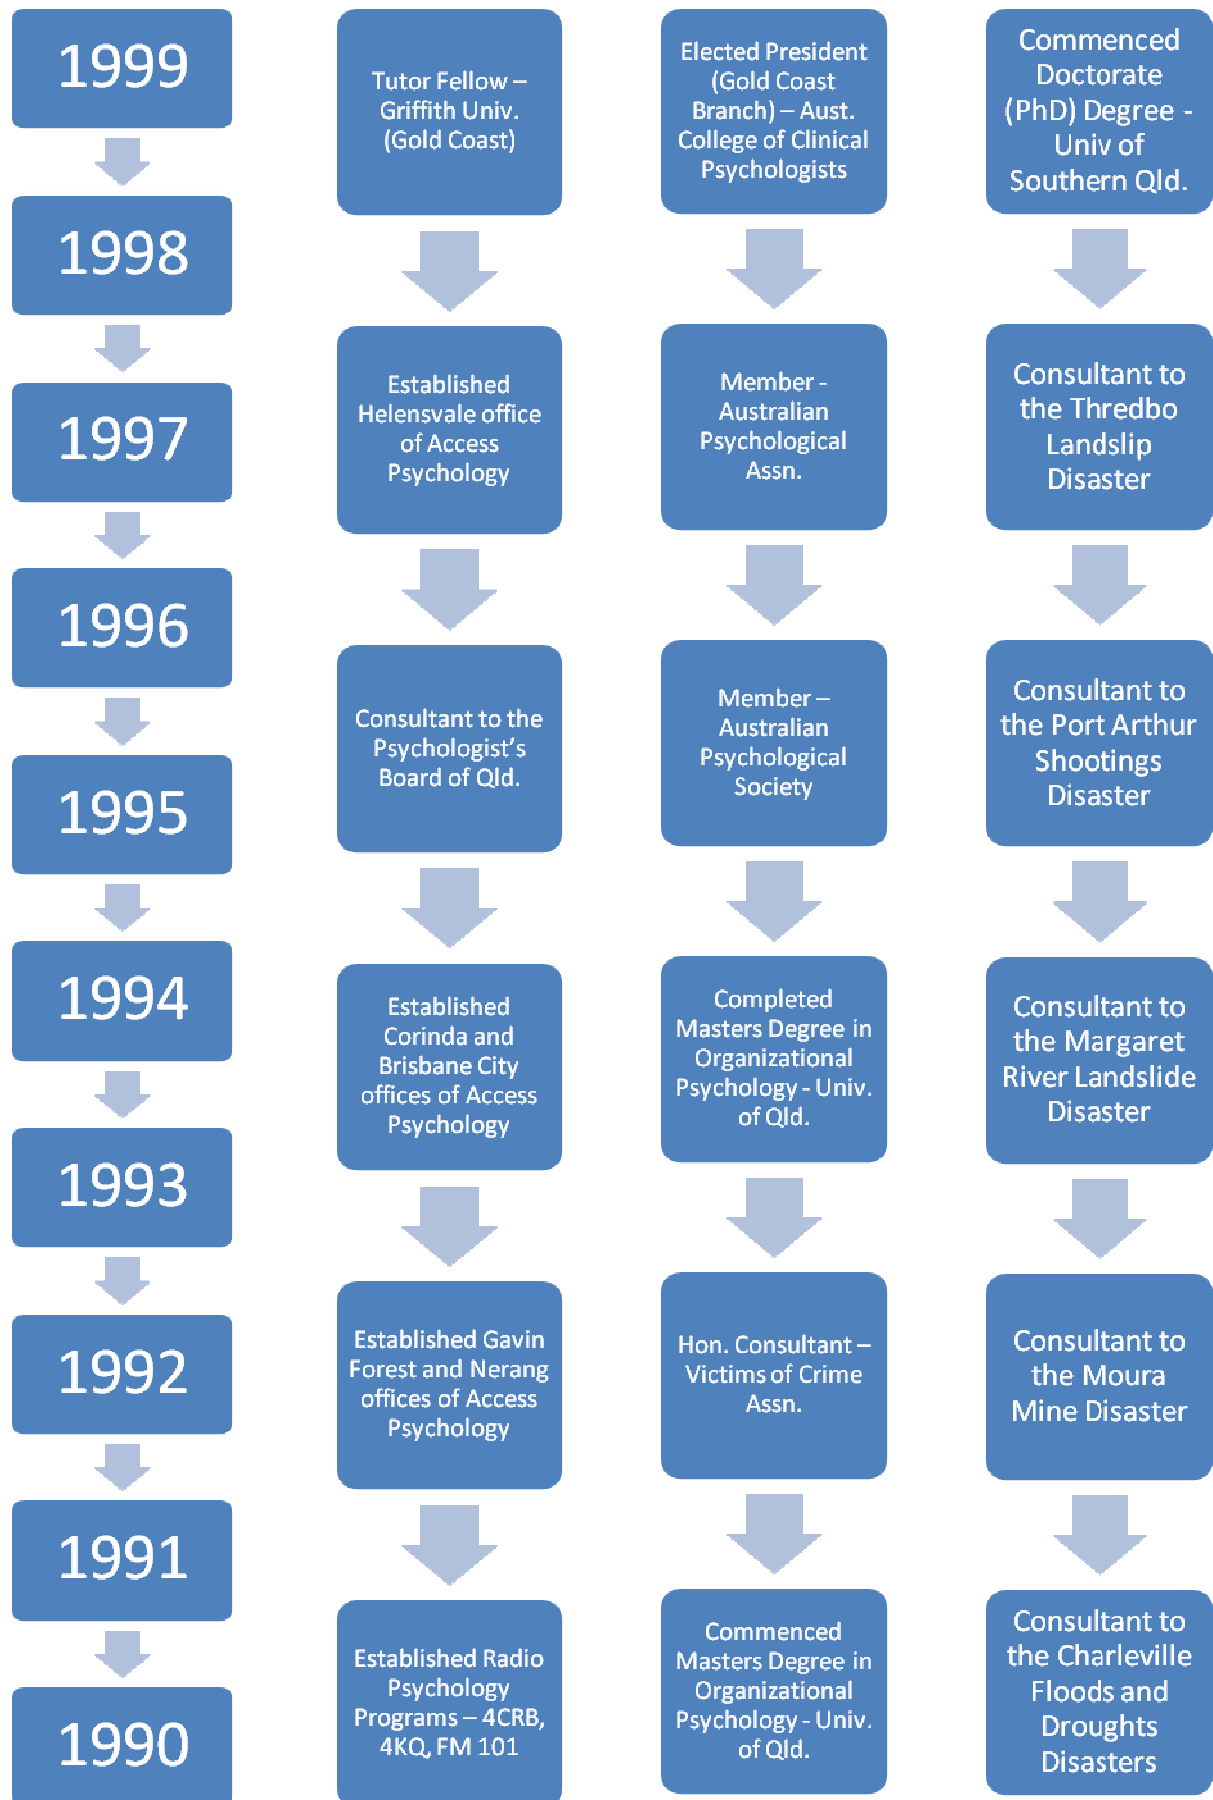 1999
1998
1997
1996
1995
1994
1993
1992
1991
1990
Tutor Fellow –
Griffith Univ.
(Gold Coast)
Established
Helensvale office
of Access
Psychology
Consultant to the
Psychologist’s
Board of Qld.
Established
Corinda and
Brisbane City
offices of Access
Psychology
Established Gavin
Forest and Nerang
offices of Access
Psychology
Established Radio
Psychology
Programs – 4CRB,
4KQ, FM 101
Elected President
(Gold Coast
Branch) – Aust.
College of Clinical
Psychologists
Member -
Australian
Psychological
Assn.
Member –
Australian
Psychological
Society
Completed
Masters Degree in
Organizational
Psychology - Univ.
of Qld.
Hon. Consultant –
Victims of Crime
Assn.
Commenced
Masters Degree in
Organizational
Psychology - Univ.
of Qld.
Commenced
Doctorate
(PhD) Degree -
Univ of
Southern Qld.
Consultant to
the Thredbo
Landslip
Disaster
Consultant to
the Port Arthur
Shootings
Disaster
Consultant to
the Margaret
River Landslide
Disaster
Consultant to
the Moura
Mine Disaster
Consultant to
the Charleville
Floods and
Droughts
Disasters